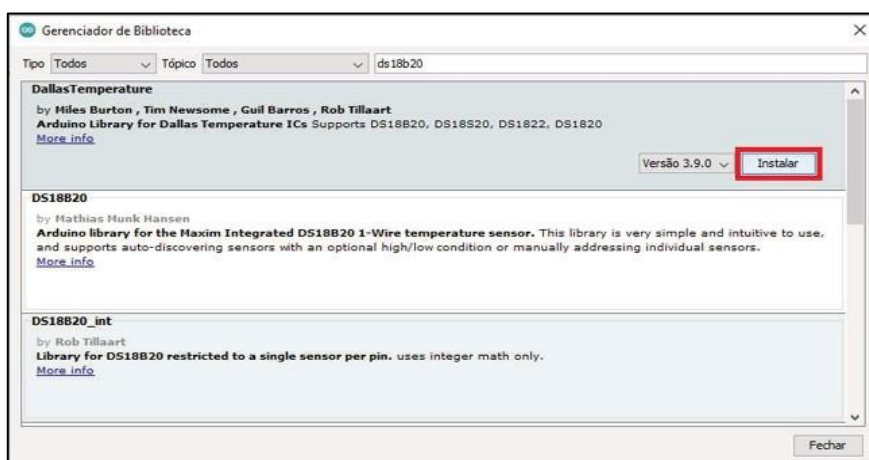 Gerenciador de Biblioteca
Tipo Todos Tópico Todos ds18b20
DallasTemperature
by Miles Burton , Tim Newsome , Guil Barros , Rob Tillaart
Arduino Library for Dallas Temperature ICs Supports DS18B20, DS18S20, DS1822, DS1820
More info
Versão 3.9.0 Instalar
DS18B20
by Mathias Munk Hansen
Arduino library for the Maxim Integrated DS18B20 1-Wire temperature sensor. This library is very simple and intuitive to use,
and supports auto-discovering sensors with an optional high/low condition or manually addressing individual sensors.
More info
DS18B20_int
by Rob Tillaart
Library for DS18B20 restricted to a single sensor per pin. uses integer math only.
More info
Fechar